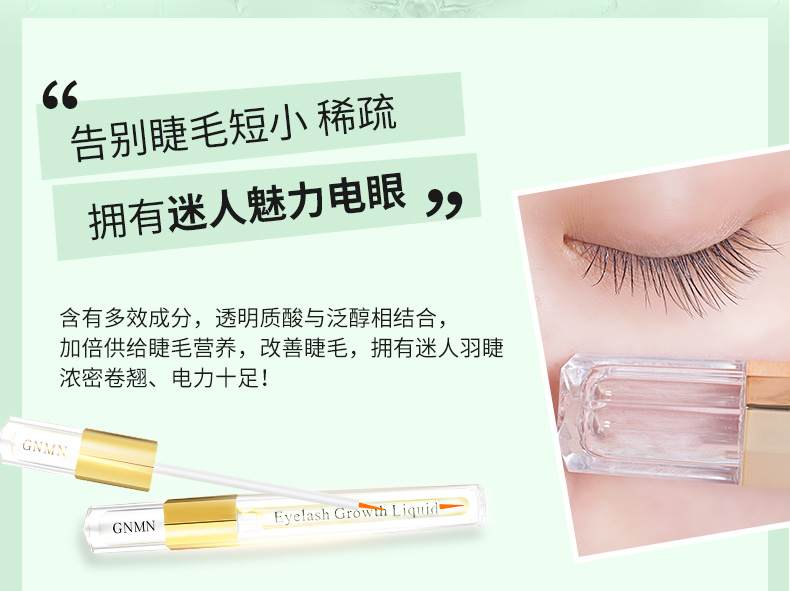 “
告别睫毛短小 稀疏
拥有迷人魅力电眼 ”
含有多效成分，透明质酸与泛醇相结合，
加倍供给睫毛营养，改善睫毛，拥有迷人羽睫
浓密卷翘、电力十足！
GNMN
GNMN
Eyelash Growth Liquid